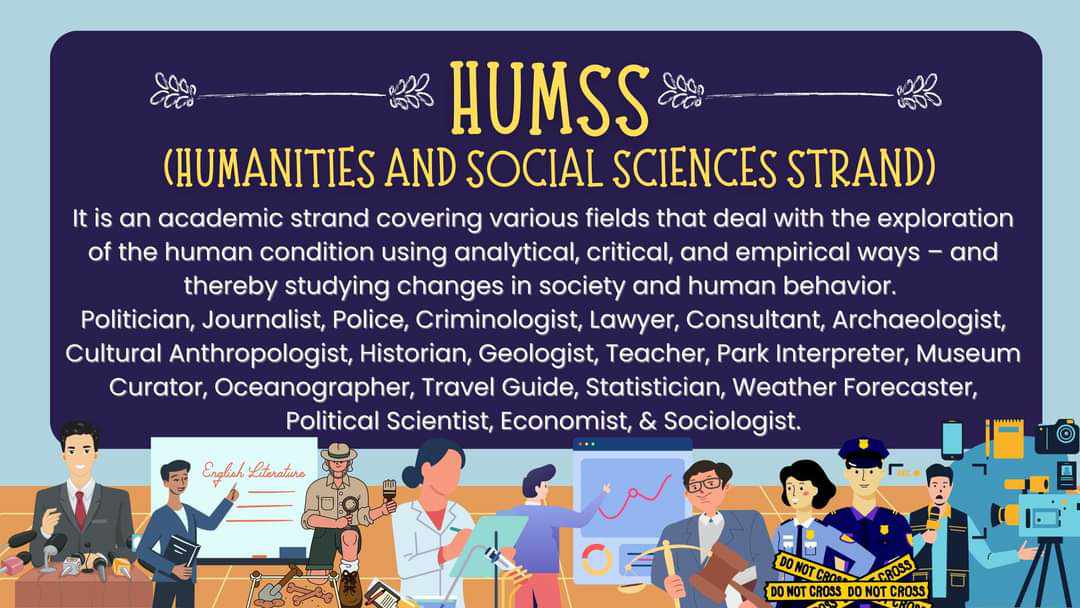 HUMSS
(HUMANITIES AND SOCIAL SCIENCES STRAND)
It is an academic strand covering various fields that deal with the exploration
of the human condition using analytical, critical, and empirical ways – and
thereby studying changes in society and human behavior.
Politician, Journalist, Police, Criminologist, Lawyer, Consultant, Archaeologist,
Cultural Anthropologist, Historian, Geologist, Teacher, Park Interpreter, Museum
Curator, Oceanographer, Travel Guide, Statistician, Weather Forecaster,
Political Scientist, Economist, & Sociologist.
English Literature
DO NOT CROSS
DO NOT CROSS DO NOT CROSS